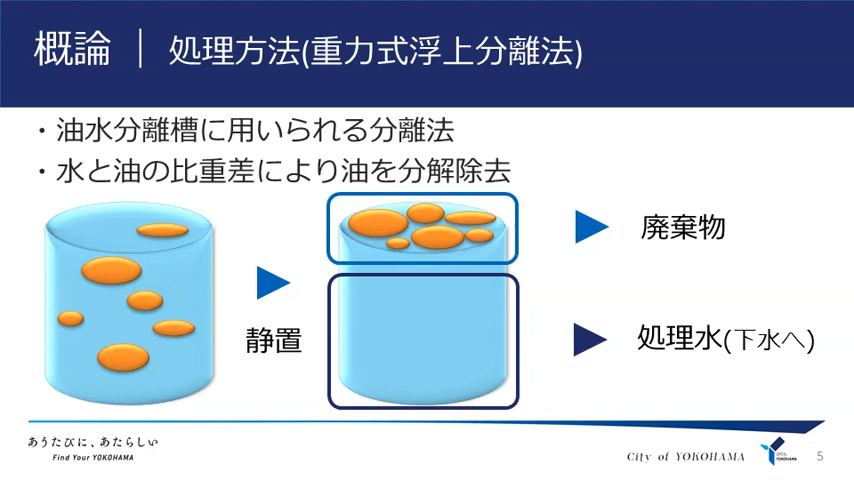 概論 | 処理方法(重力式浮上分離法)
・油水分離槽に用いられる分離法
・水と油の比重差により油を分解除去
廃棄物
静置
処理水(下水へ)
あうたびに、あたらしい
Find Your YOKOHAMA
City of YOKOHAMA
OPEN
YOKOHAMA
5